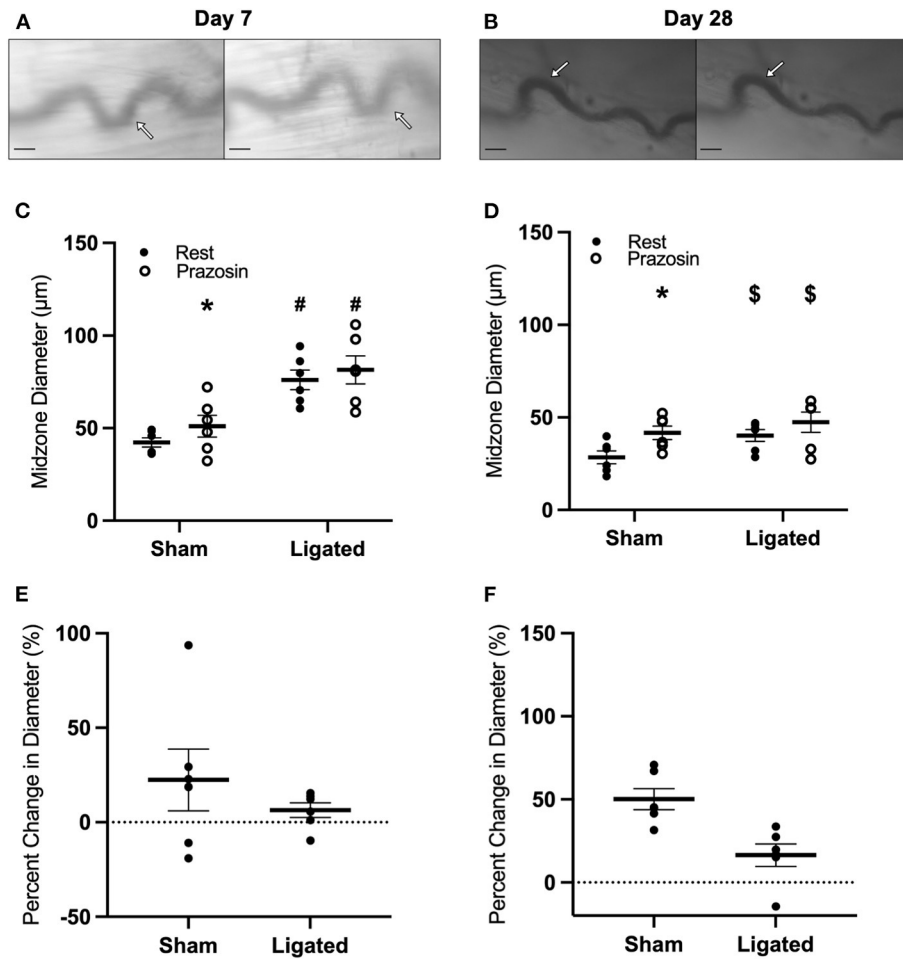 A Day 7
B Day 28
C
150
100
50
0
Midzone Diameter (μm)
Rest
Prazosin
*
#
#
Sham
Ligated
D
150
100
50
0
Midzone Diameter (μm)
Rest
Prazosin
*
$
$
Sham
Ligated
E
100
50
0
-50
Percent Change in Diameter (%)
Sham
Ligated
F
150
100
50
0
Percent Change in Diameter (%)
Sham
Ligated